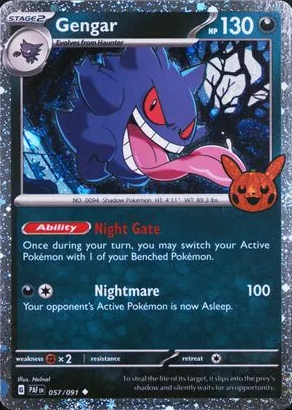 STAGE2 Gengar HP 130
Evolves from Haunter
NO. 0094 Shadow Pokémon HT: 4'11" WT: 89.3 lbs
Ability Night Gate
Once during your turn, you may switch your Active
Pokémon with 1 of your Benched Pokémon.
Nightmare 100
Your opponent's Active Pokémon is now Asleep.
weakness ×2 resistance retreat
Illus. Nelnal
G PAF EN 057/091
To steal the life of its target, it slips into the prey's
shadow and silently waits for an opportunity.